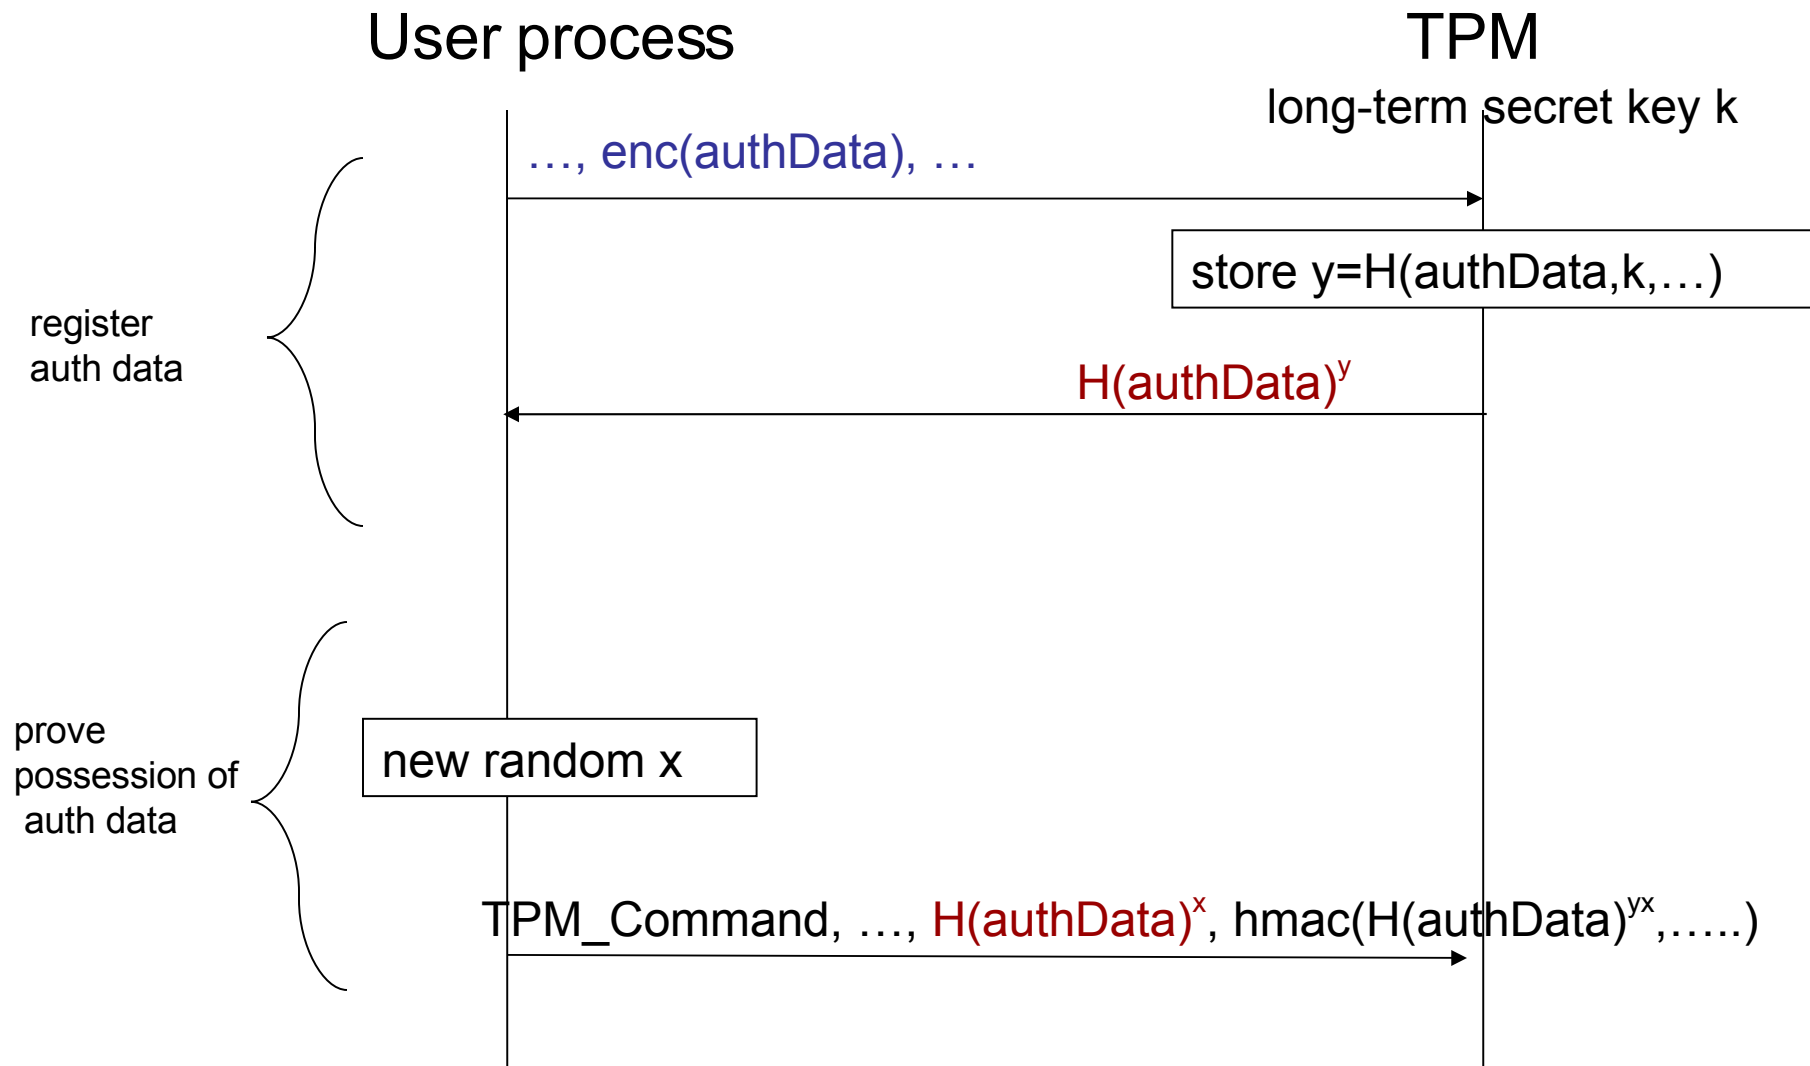 User process
TPM
long-term secret key k
…, enc(authData), …
store y=H(authData,k,…)
register
auth data
H(authData)^y
new random x
prove
possession of
auth data
TPM_Command, …, H(authData)^x, hmac(H(authData)^yx,…..)